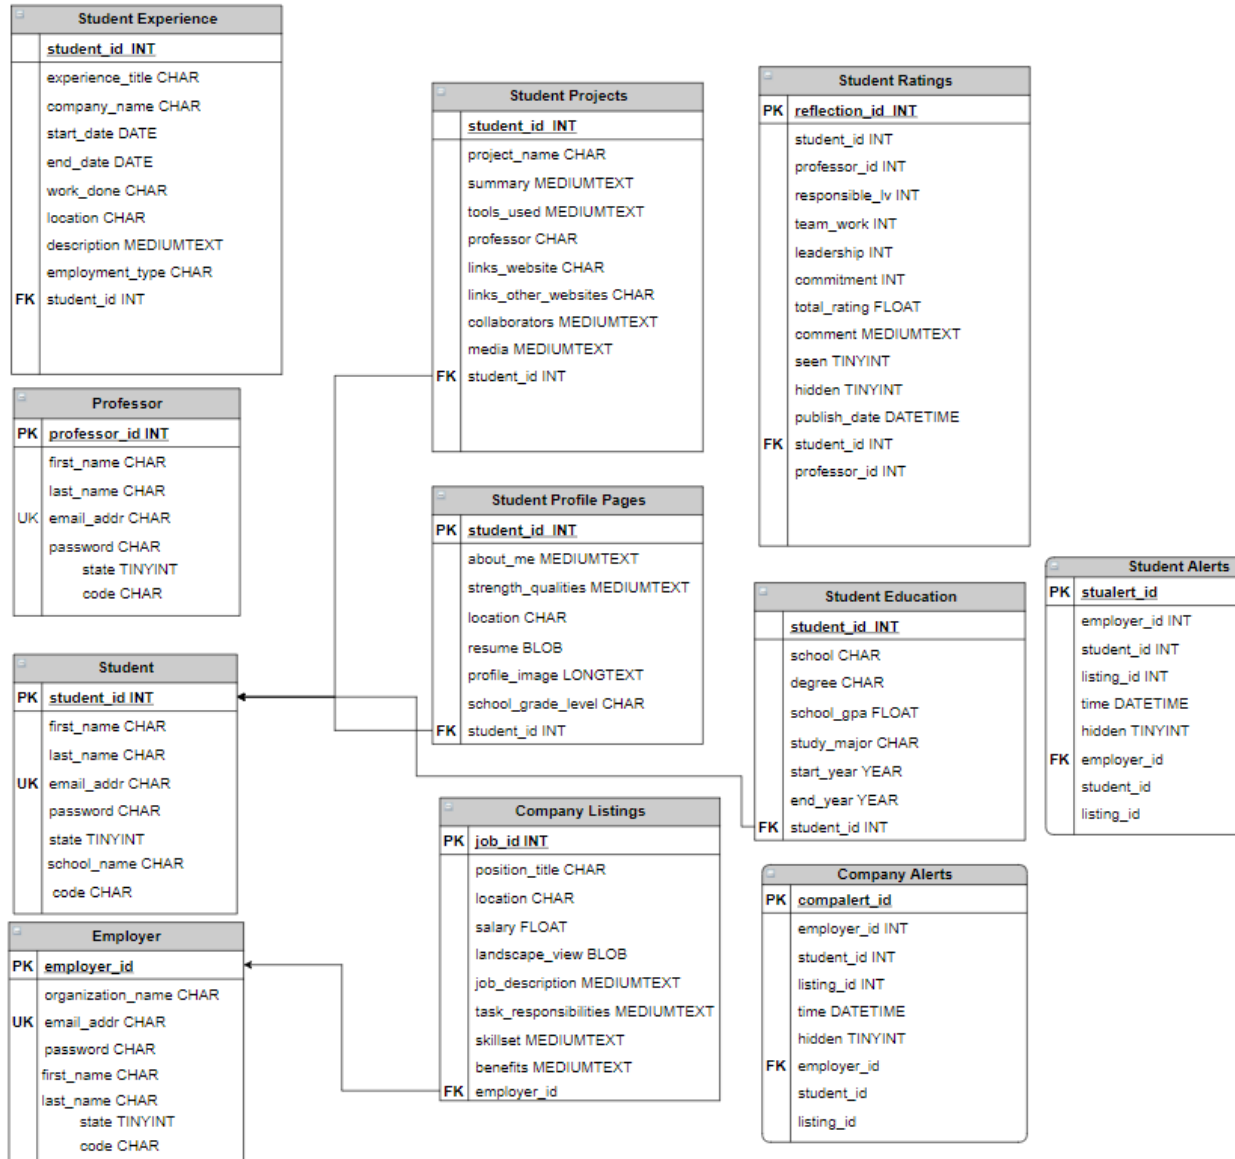 Student Experience
student_id INT
experience_title CHAR
company_name CHAR
start_date DATE
end_date DATE
work_done CHAR
location CHAR
description MEDIUMTEXT
employment_type CHAR
FK student_id INT
Professor
PK professor_id INT
first_name CHAR
last_name CHAR
UK email_addr CHAR
password CHAR
state TINYINT
code CHAR
Student
PK student_id INT
first_name CHAR
last_name CHAR
UK email_addr CHAR
password CHAR
state TINYINT
school_name CHAR
code CHAR
Employer
PK employer_id
organization_name CHAR
UK email_addr CHAR
password CHAR
first_name CHAR
last_name CHAR
state TINYINT
code CHAR
Student Projects
student_id INT
project_name CHAR
summary MEDIUMTEXT
tools_used MEDIUMTEXT
professor CHAR
links_website CHAR
links_other_websites CHAR
collaborators MEDIUMTEXT
media MEDIUMTEXT
FK student_id INT
Student Profile Pages
PK student_id INT
about_me MEDIUMTEXT
strength_qualities MEDIUMTEXT
location CHAR
resume BLOB
profile_image LONGTEXT
school_grade_level CHAR
FK student_id INT
Company Listings
PK job_id INT
position_title CHAR
location CHAR
salary FLOAT
landscape_view BLOB
job_description MEDIUMTEXT
task_responsibilities MEDIUMTEXT
skillset MEDIUMTEXT
benefits MEDIUMTEXT
FK employer_id
Student Ratings
PK reflection_id INT
student_id INT
professor_id INT
responsible_lv INT
team_work INT
leadership INT
commitment INT
total_rating FLOAT
comment MEDIUMTEXT
seen TINYINT
hidden TINYINT
publish_date DATETIME
FK student_id INT
professor_id INT
Student Education
student_id INT
school CHAR
degree CHAR
school_gpa FLOAT
study_major CHAR
start_year YEAR
end_year YEAR
FK student_id INT
Company Alerts
PK compalert_id
employer_id INT
student_id INT
listing_id INT
time DATETIME
hidden TINYINT
FK employer_id
student_id
listing_id
Student Alerts
PK stualert_id
employer_id INT
student_id INT
listing_id INT
time DATETIME
hidden TINYINT
FK employer_id
student_id
listing_id